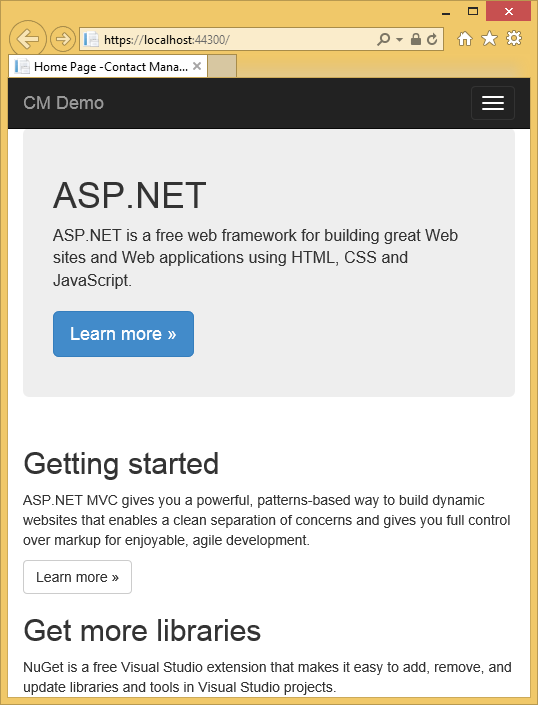 https://localhost:44300/
Home Page -Contact Mana...
CM Demo
ASP.NET
ASP.NET is a free web framework for building great Web
sites and Web applications using HTML, CSS and
JavaScript.
Learn more »
Getting started
ASP.NET MVC gives you a powerful, patterns-based way to build dynamic
websites that enables a clean separation of concerns and gives you full control
over markup for enjoyable, agile development.
Learn more »
Get more libraries
NuGet is a free Visual Studio extension that makes it easy to add, remove, and
update libraries and tools in Visual Studio projects.